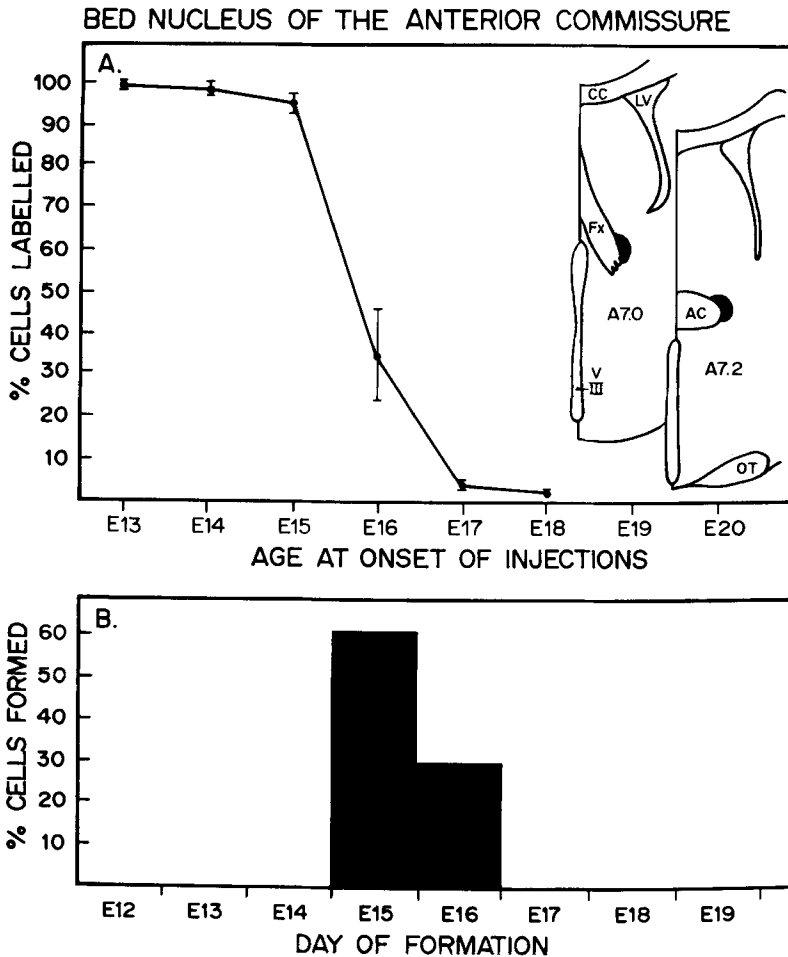 BED NUCLEUS OF THE ANTERIOR COMMISSURE
A.
% CELLS LABELLED
100
90
80
70
60
50
40
30
20
10
E13 E14 E15 E16 E17 E18 E19 E20
AGE AT ONSET OF INJECTIONS
CC
LV
Fx
A7.0
V
III
AC
A7.2
OT
B.
% CELLS FORMED
60
50
40
30
20
10
E12 E13 E14 E15 E16 E17 E18 E19
DAY OF FORMATION